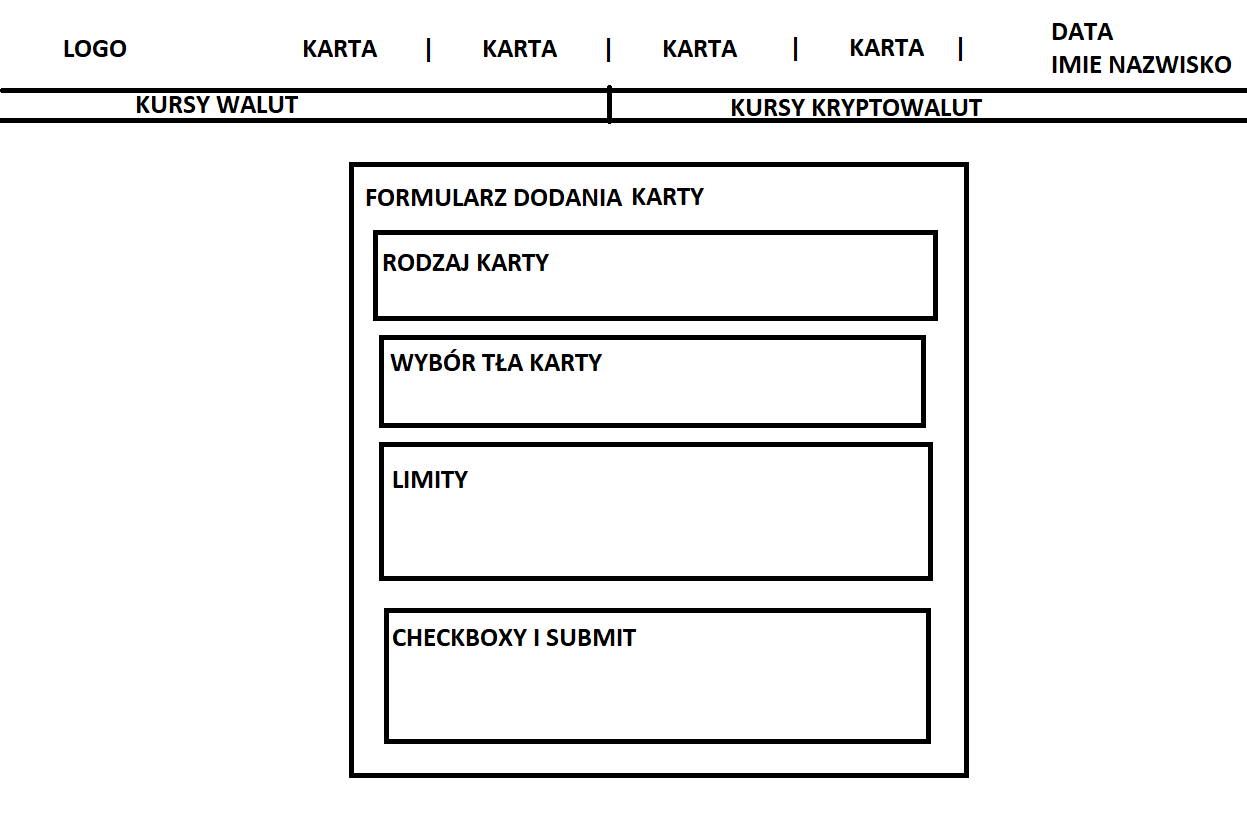 LOGO KARTA | KARTA | KARTA | KARTA | DATA
IMIE NAZWISKO
KURSY WALUT KURSY KRYPTOWALUT
FORMULARZ DODANIA KARTY
RODZAJ KARTY
WYBÓR TŁA KARTY
LIMITY
CHECKBOXY I SUBMIT